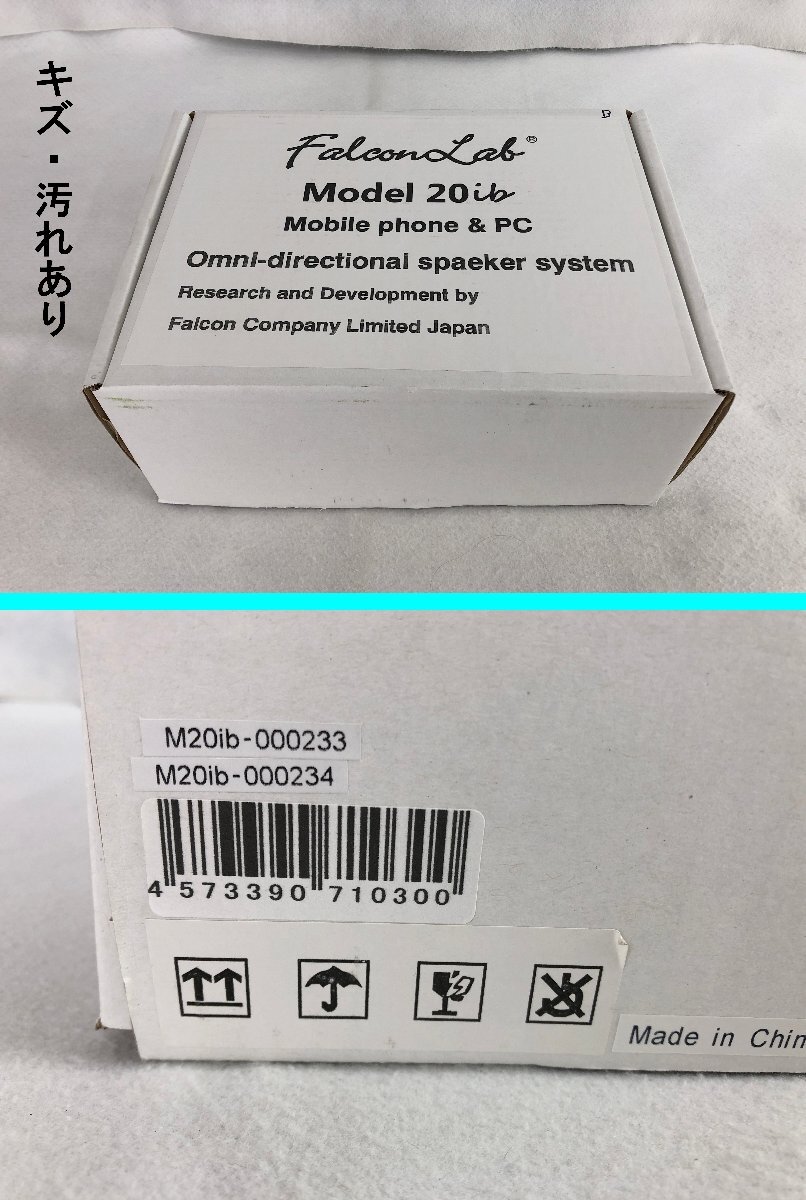 キズ・汚れあり
FalconLab®
Model 20ib
Mobile phone & PC
Omni-directional spaeker system
Research and Development by
Falcon Company Limited Japan
M20ib-000233
M20ib-000234
4 573390 710300
Made in Chin